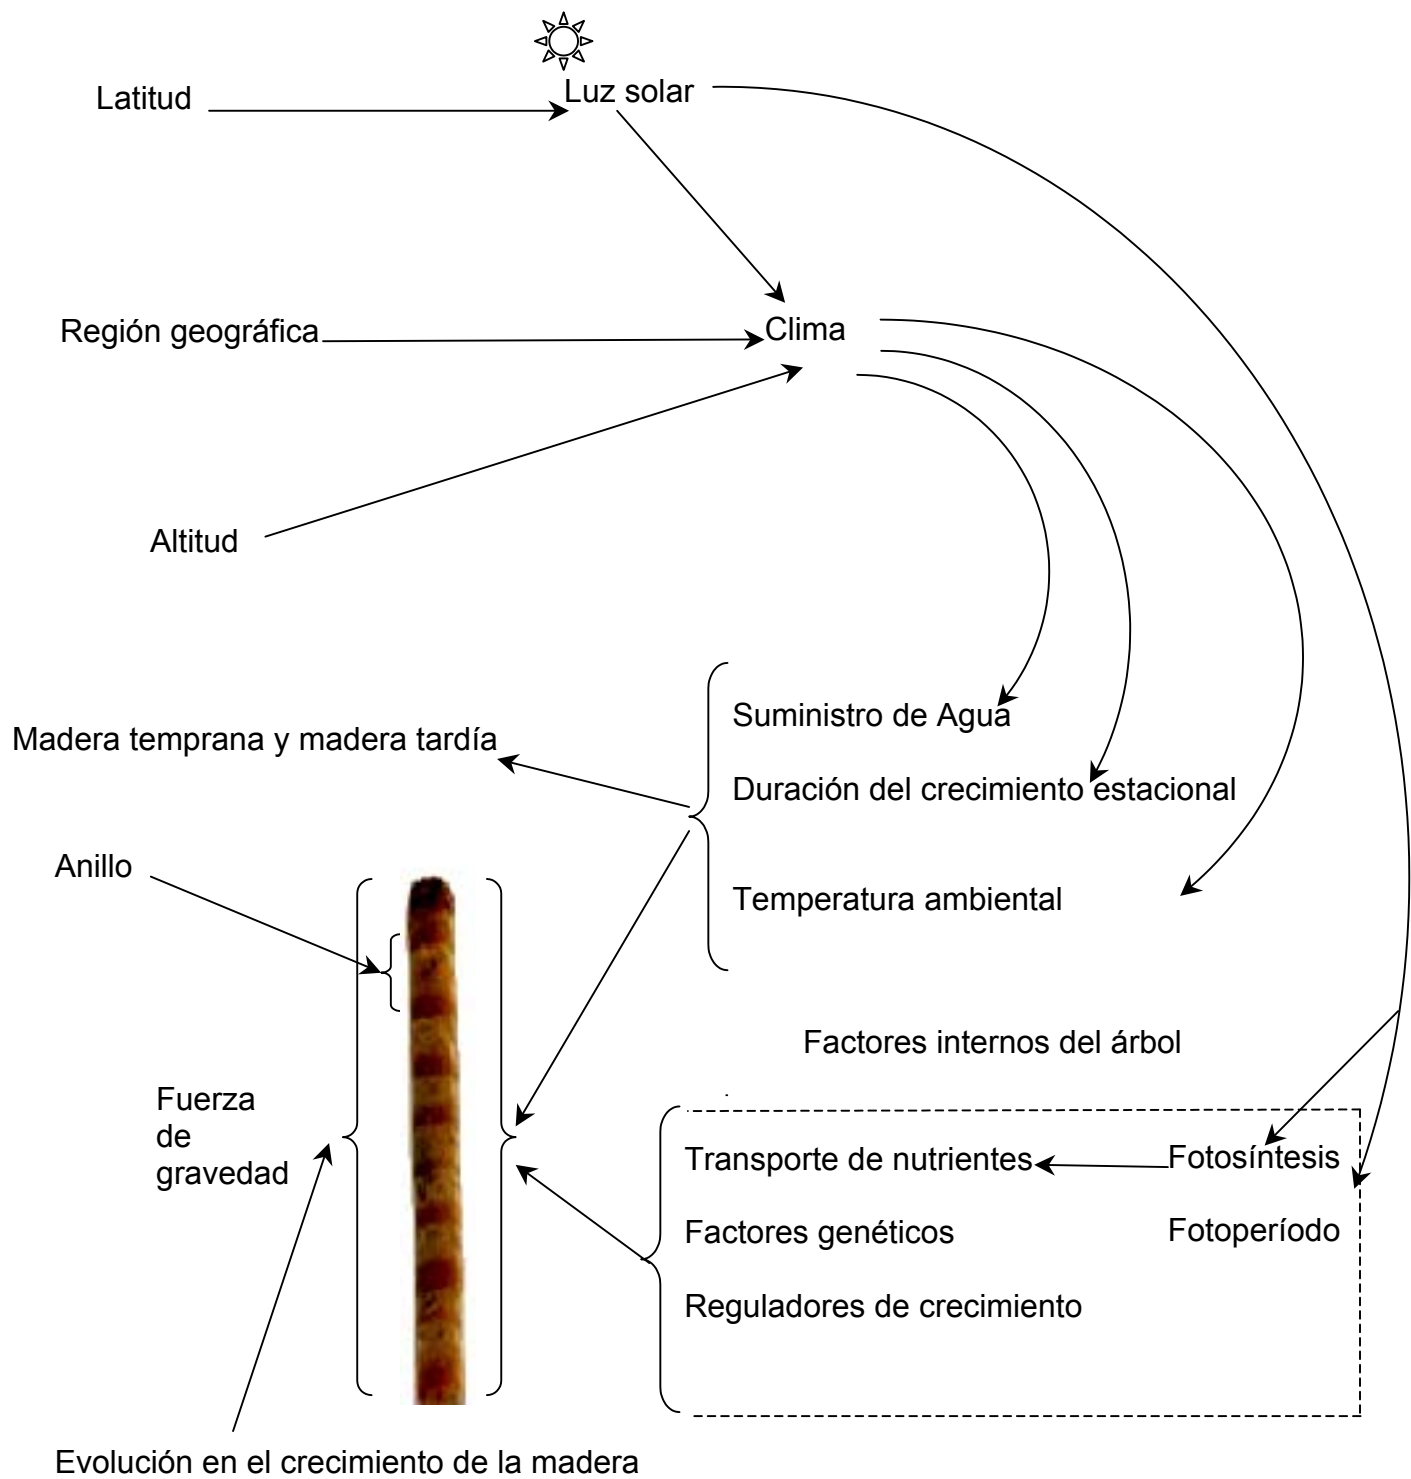 Latitud
Luz solar
Región geográfica
Clima
Altitud
Suministro de Agua
Madera temprana y madera tardía
Duración del crecimiento estacional
Anillo
Temperatura ambiental
Factores internos del árbol
Fuerza
de
gravedad
Transporte de nutrientes
Fotosíntesis
Factores genéticos
Fotoperíodo
Reguladores de crecimiento
Evolución en el crecimiento de la madera